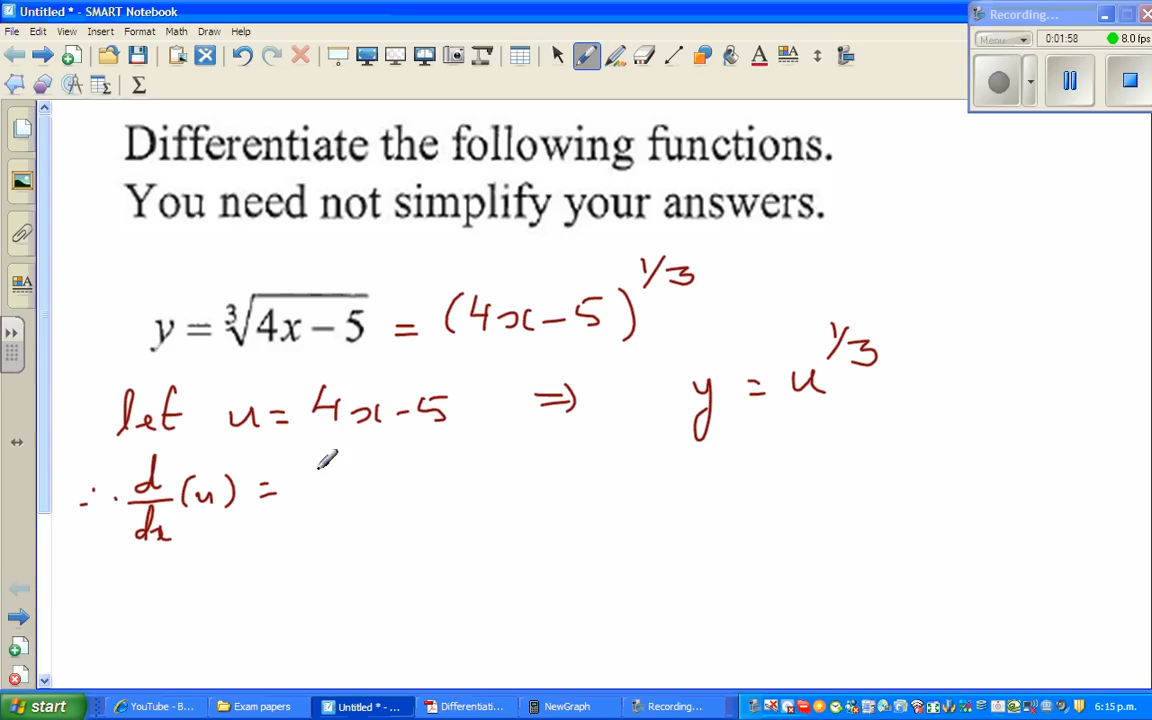 Untitled * - SMART Notebook
Recording...
File Edit View Insert Format Math Draw Help
Menu
0:01:58
8.0 fps
Differentiate the following functions.
You need not simplify your answers.
y = ∛(4x − 5) = (4x − 5)^1/3
let u = 4x − 5 ⇒ y = u^1/3
∴ d/dx (u) =
start
YouTube - B...
Exam papers
Untitled * - ...
Differentiati...
NewGraph
Recording...
6:15 p.m.